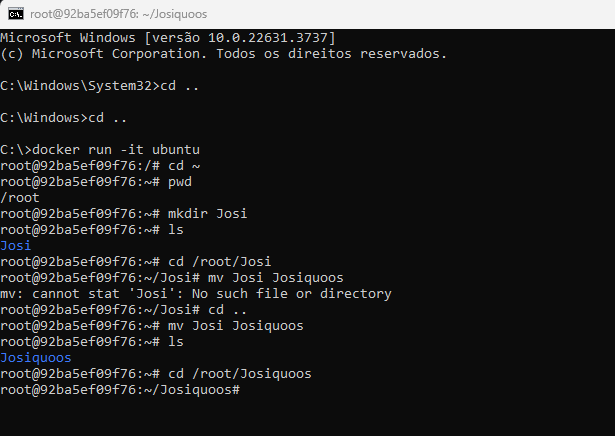 root@92ba5ef09f76: ~/Josiquoos
Microsoft Windows [versão 10.0.22631.3737]
(c) Microsoft Corporation. Todos os direitos reservados.
C:\Windows\System32>cd ..
C:\Windows>cd ..
C:\>docker run -it ubuntu
root@92ba5ef09f76:/# cd ~
root@92ba5ef09f76:~# pwd
/root
root@92ba5ef09f76:~# mkdir Josi
root@92ba5ef09f76:~# ls
Josi
root@92ba5ef09f76:~# cd /root/Josi
root@92ba5ef09f76:~/Josi# mv Josi Josiquoos
mv: cannot stat 'Josi': No such file or directory
root@92ba5ef09f76:~/Josi# cd ..
root@92ba5ef09f76:~# mv Josi Josiquoos
root@92ba5ef09f76:~# ls
Josiquoos
root@92ba5ef09f76:~# cd /root/Josiquoos
root@92ba5ef09f76:~/Josiquoos#